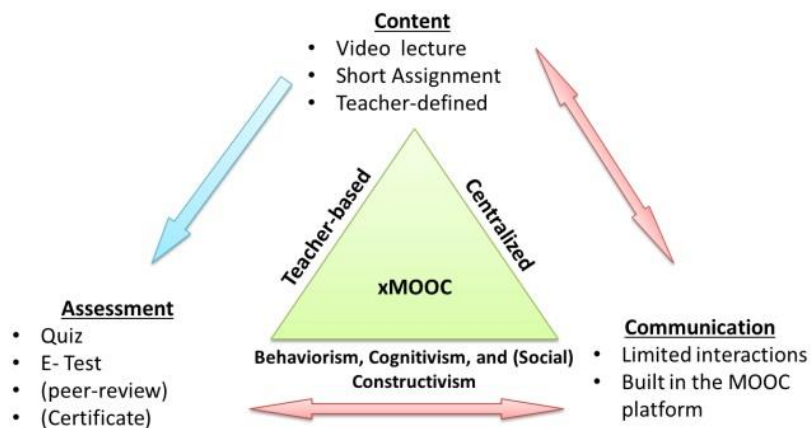 Content
• Video lecture
• Short Assignment
• Teacher-defined
Teacher-based
Centralized
xMOOC
Behaviorism, Cognitivism, and (Social)
Constructivism
Assessment
• Quiz
• E- Test
• (peer-review)
• (Certificate)
Communication
• Limited interactions
• Built in the MOOC
platform